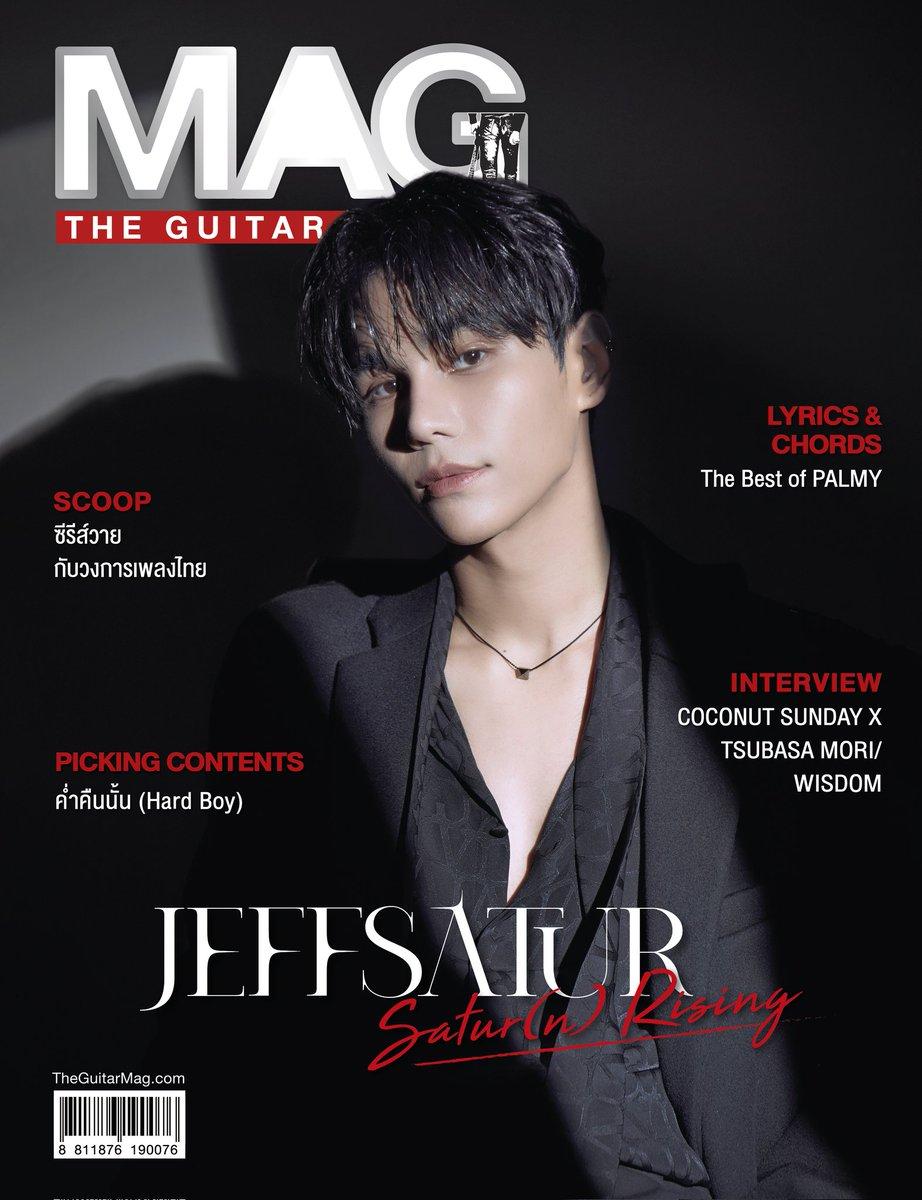 MAG
THE GUITAR
LYRICS &
CHORDS
The Best of PALMY
SCOOP
ซีรีส์วาย
กับวงการเพลงไทย
INTERVIEW
COCONUT SUNDAY X
TSUBASA MORI/
WISDOM
PICKING CONTENTS
ค่ำคืนนั้น (Hard Boy)
JEFFSATUR
Satur(n) Rising
TheGuitarMag.com
8 811876 190076